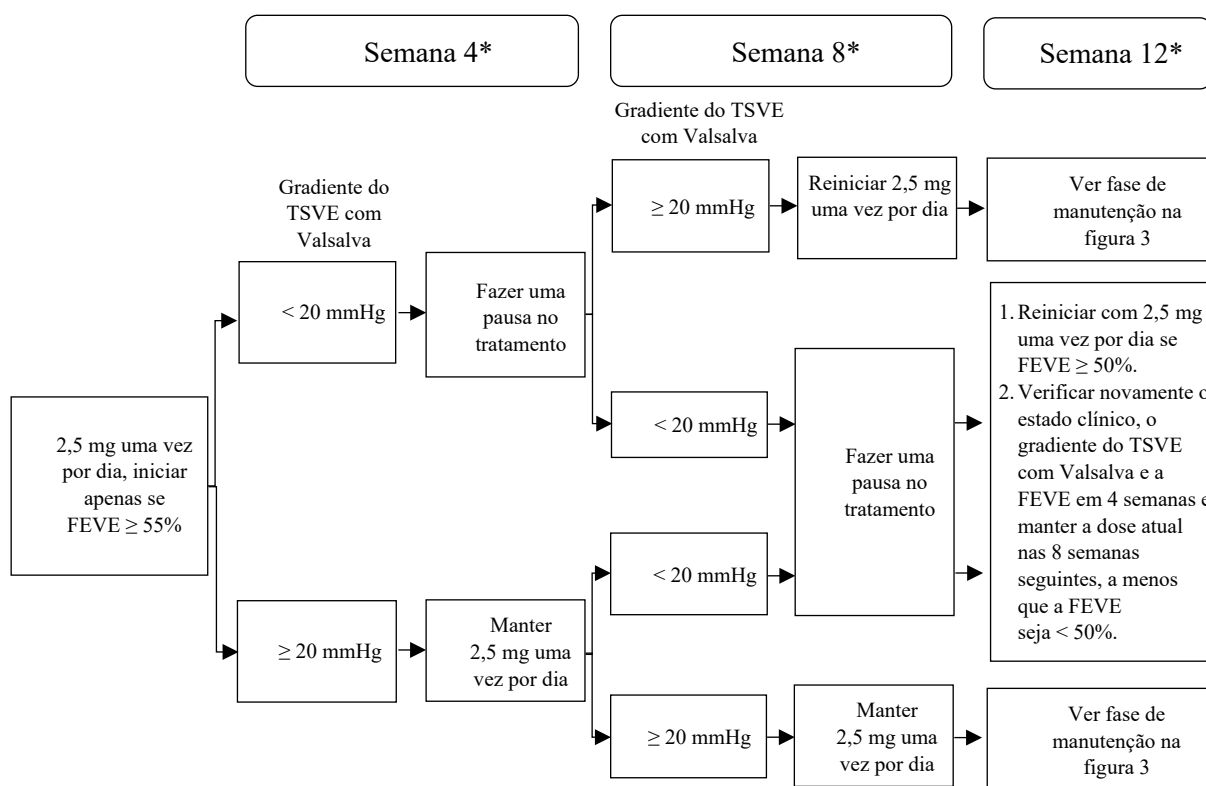 Semana 4*
Semana 8*
Semana 12*
Gradiente do TSVE
com Valsalva
Gradiente do
TSVE com
Valsalva
≥ 20 mmHg
Reiniciar 2,5 mg
uma vez por dia
Ver fase de
manutenção na
figura 3
< 20 mmHg
Fazer uma
pausa no
tratamento
2,5 mg uma vez
por dia, iniciar
apenas se
FEVE ≥ 55%
< 20 mmHg
Fazer uma
pausa no
tratamento
1. Reiniciar com 2,5 mg
uma vez por dia se
FEVE ≥ 50%.
2. Verificar novamente o
estado clínico, o
gradiente do TSVE
com Valsalva e a
FEVE em 4 semanas e
manter a dose atual
nas 8 semanas
seguintes, a menos
que a FEVE
seja < 50%.
< 20 mmHg
≥ 20 mmHg
Manter
2,5 mg uma
vez por dia
≥ 20 mmHg
Manter
2,5 mg uma
vez por dia
Ver fase de
manutenção na
figura 3